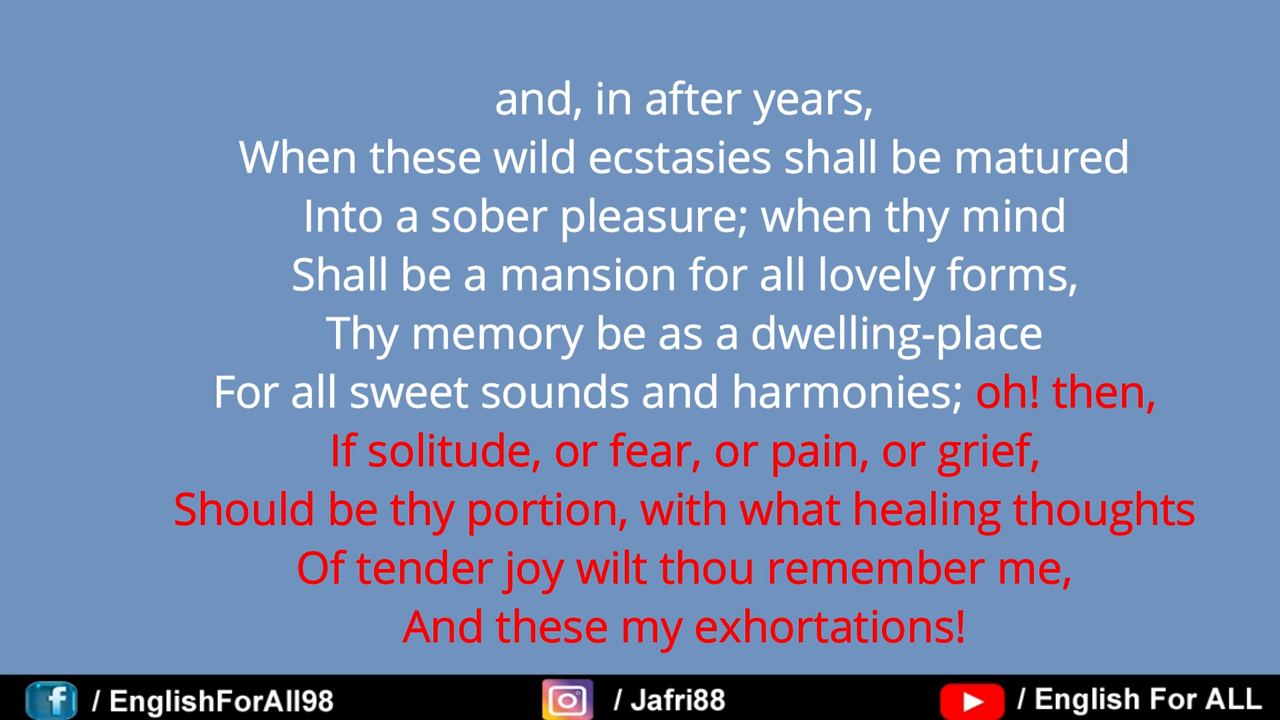 and, in after years,
When these wild ecstasies shall be matured
Into a sober pleasure; when thy mind
Shall be a mansion for all lovely forms,
Thy memory be as a dwelling-place
For all sweet sounds and harmonies; oh! then,
If solitude, or fear, or pain, or grief,
Should be thy portion, with what healing thoughts
Of tender joy wilt thou remember me,
And these my exhortations!
/ EnglishForAll98 / Jafri88 / English For ALL